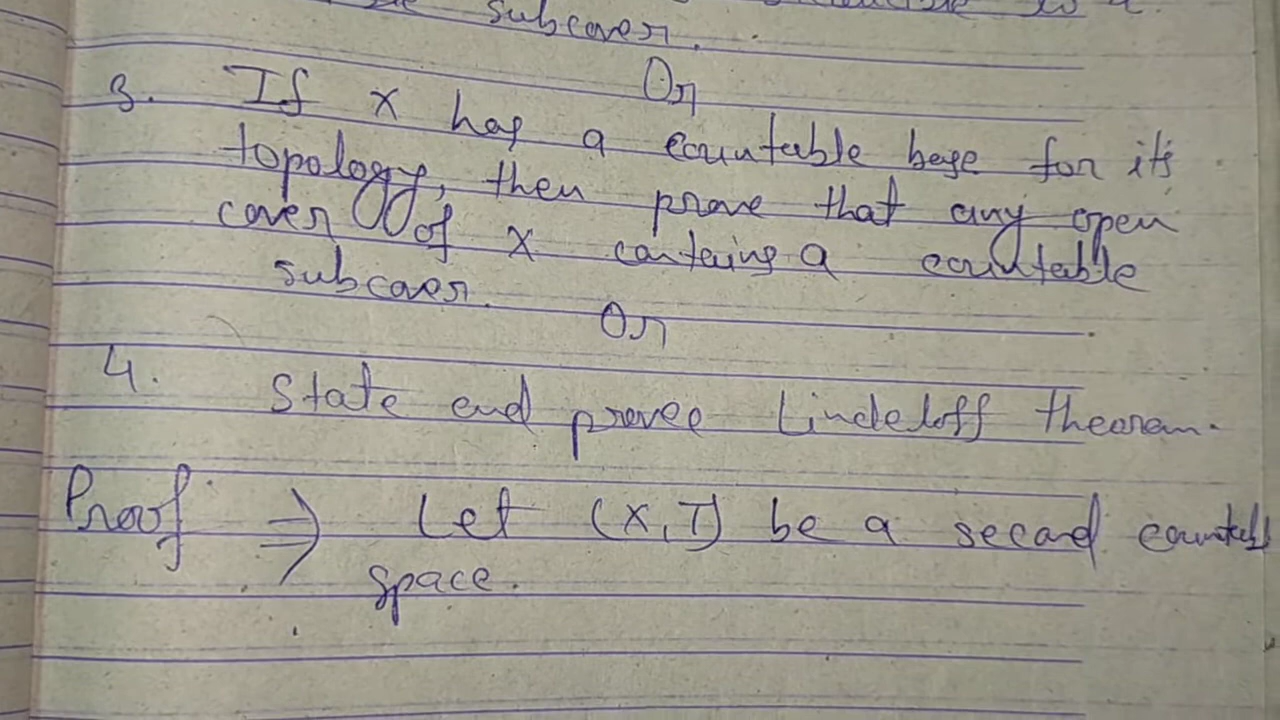 subcover.
Or
3. If X has a countable base for its
topology, then prove that any open
cover of X contains a countable
subcover.
Or
4. State and prove Lindeloff theorem.
Proof ⇒ Let (X,T) be a second countable
space.